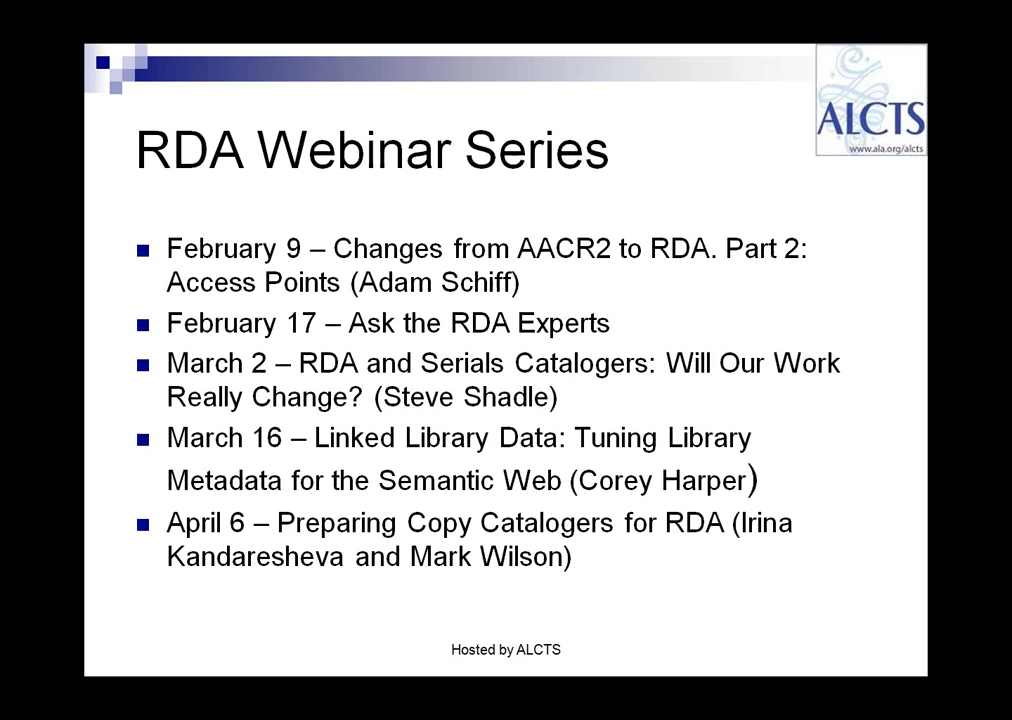 ALCTS
www.ala.org/alcts
RDA Webinar Series
February 9 – Changes from AACR2 to RDA. Part 2:
Access Points (Adam Schiff)
February 17 – Ask the RDA Experts
March 2 – RDA and Serials Catalogers: Will Our Work
Really Change? (Steve Shadle)
March 16 – Linked Library Data: Tuning Library
Metadata for the Semantic Web (Corey Harper)
April 6 – Preparing Copy Catalogers for RDA (Irina
Kandaresheva and Mark Wilson)
Hosted by ALCTS